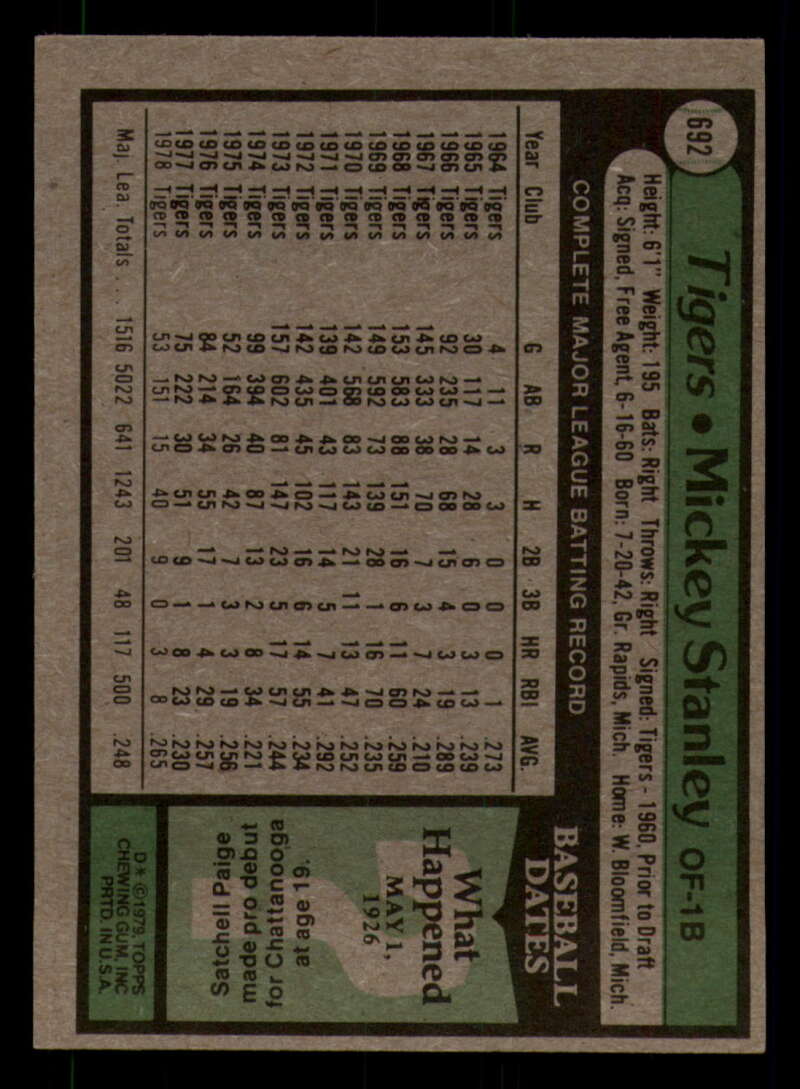 692
Tigers • Mickey Stanley OF-1B
Height: 6'1" Weight: 195 Bats: Right Throws: Right Signed: Tigers - 1960, Prior to Draft
Acq: Signed, Free Agent, 6-16-60 Born: 7-20-42, Gr. Rapids, Mich. Home: W. Bloomfield, Mich.
COMPLETE MAJOR LEAGUE BATTING RECORD
Year Club G AB R H 2B 3B HR RBI AVG.
1964 Tigers 4 11 3 3 0 0 0 1 .273
1965 Tigers 30 117 14 28 6 0 3 13 .239
1966 Tigers 92 235 28 68 15 4 3 19 .289
1967 Tigers 145 333 38 70 7 3 7 24 .210
1968 Tigers 153 583 88 151 16 6 11 60 .259
1969 Tigers 149 592 73 139 28 1 16 70 .235
1970 Tigers 142 568 83 143 21 11 13 47 .252
1971 Tigers 139 401 43 117 14 5 7 41 .292
1972 Tigers 142 435 45 102 16 6 14 55 .234
1973 Tigers 157 602 81 147 23 5 17 57 .244
1974 Tigers 99 394 40 87 13 2 8 34 .221
1975 Tigers 52 164 26 42 7 3 3 19 .256
1976 Tigers 84 214 34 55 17 1 4 29 .257
1977 Tigers 75 222 30 51 9 1 8 23 .230
1978 Tigers 53 151 15 40 9 0 3 8 .265
Maj. Lea. Totals . . . 1516 5022 641 1243 201 48 117 500 .248
BASEBALL
DATES
What
Happened
MAY 1,
1926
?
Satchell Paige
made pro debut
for Chattanooga
at age 19.
D* ©1979, TOPPS
CHEWING GUM, INC
PRTD. IN U.S.A.